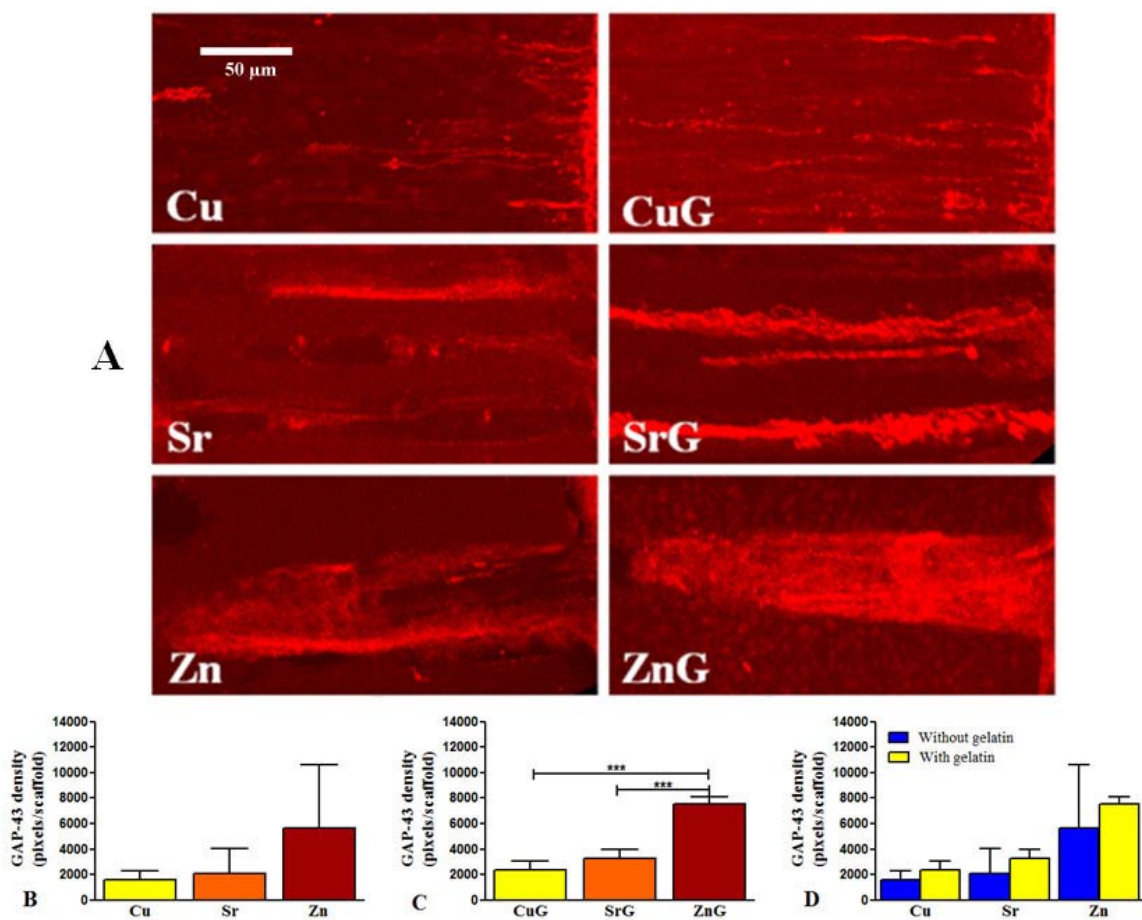 50 µm
Cu
CuG
A
Sr
SrG
Zn
ZnG
14000
12000
10000
8000
6000
4000
2000
0
GAP-43 density
(pixels/scaffold)
B
Cu Sr Zn
14000
12000
10000
8000
6000
4000
2000
0
GAP-43 density
(pixels/scaffold)
***
***
C
CuG SrG ZnG
14000
12000
10000
8000
6000
4000
2000
0
GAP-43 density
(pixels/scaffold)
Without gelatin
With gelatin
D
Cu Sr Zn